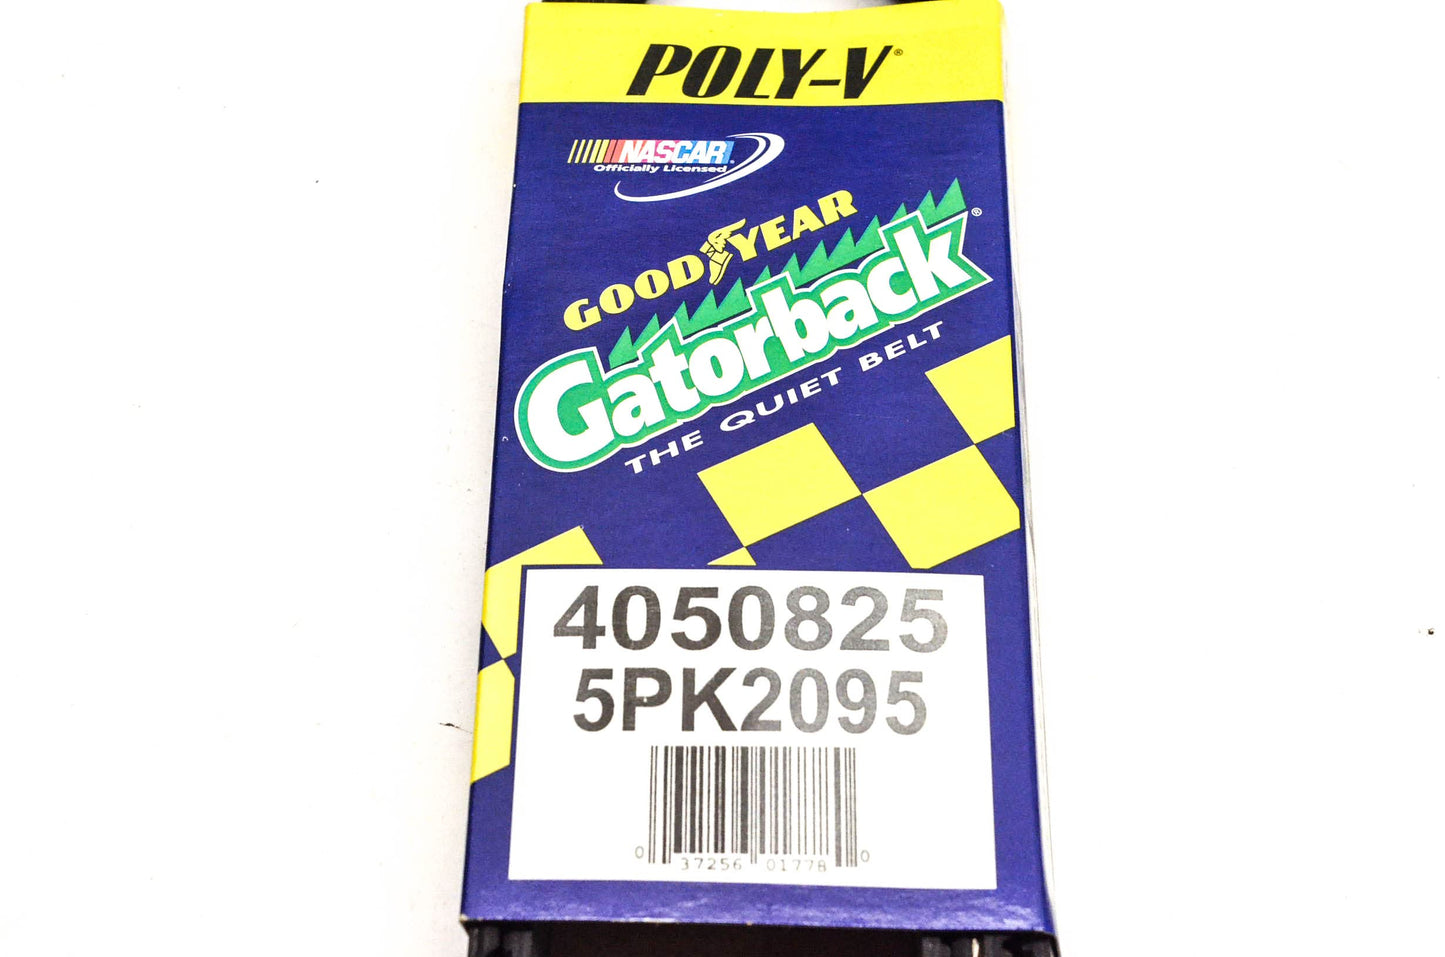 POLY-V®
NASCAR.
Officially Licensed
GOODYEAR
Gatorback®
THE QUIET BELT
4050825
5PK2095
0 37256 01778 0